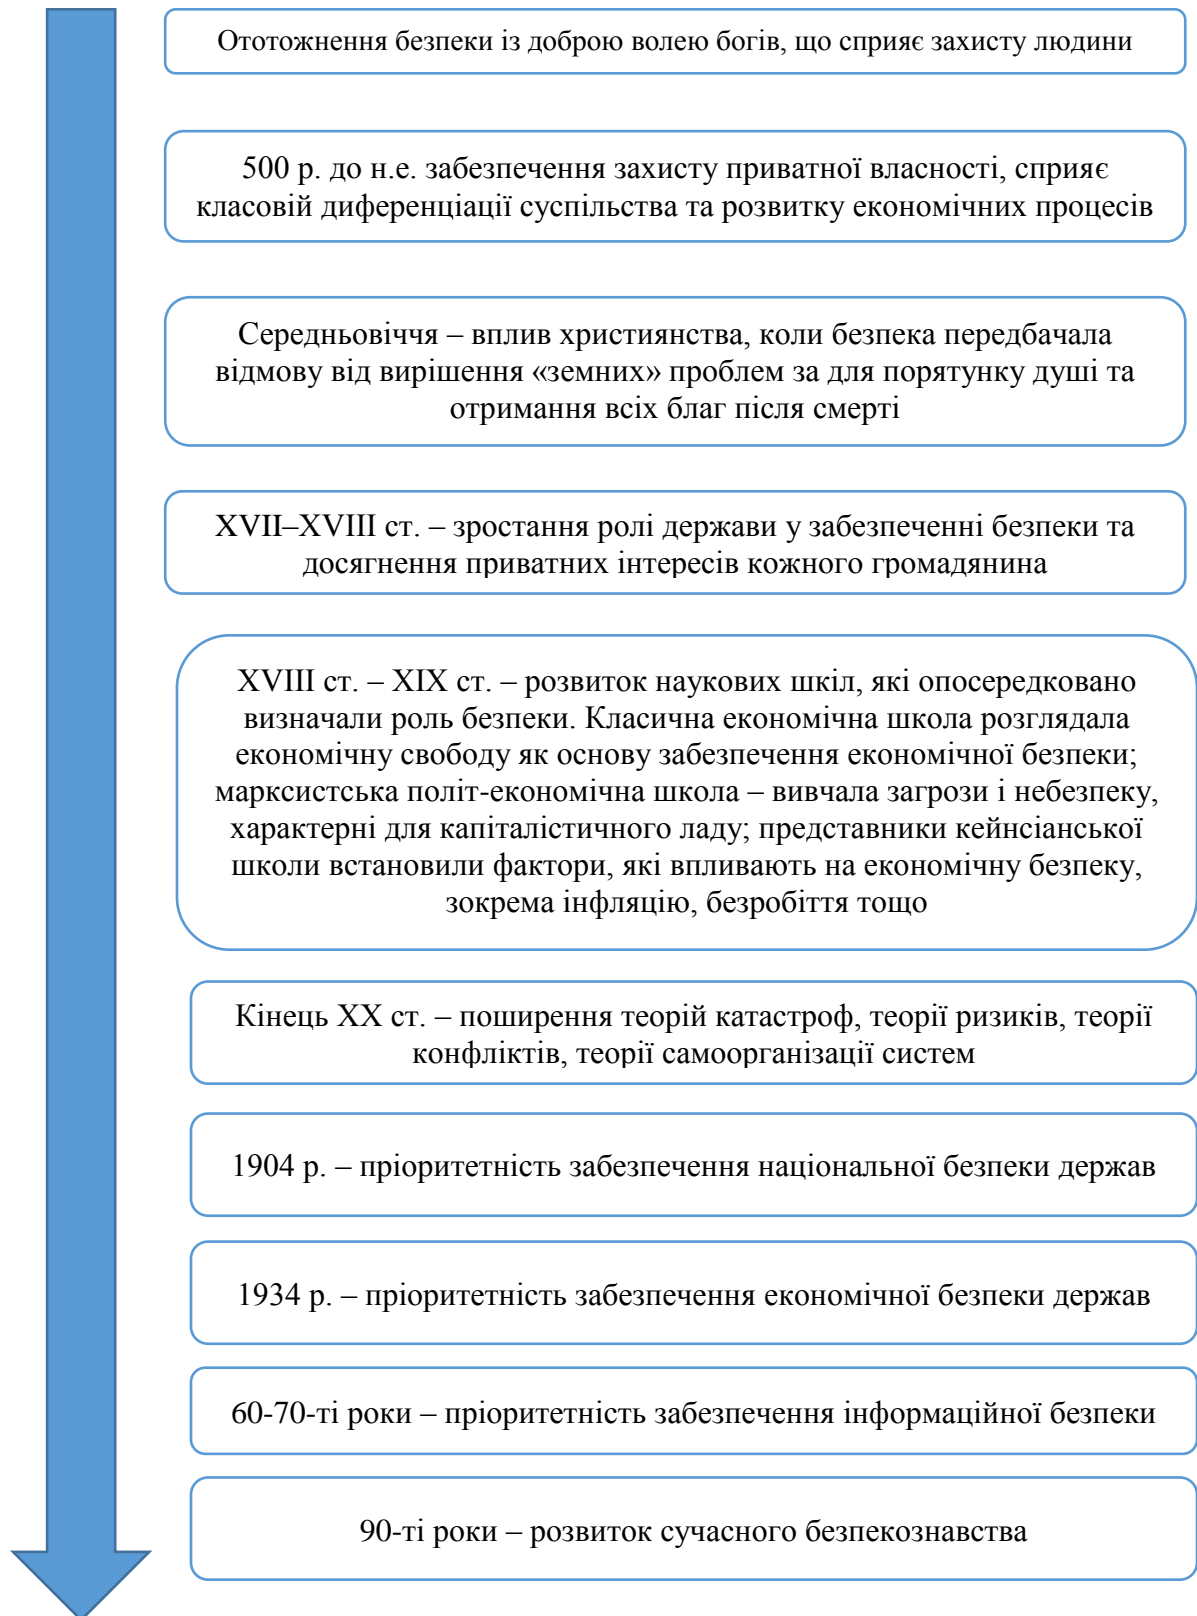 Ототожнення безпеки із доброю волею богів, що сприяє захисту людини
500 р. до н.е. забезпечення захисту приватної власності, сприяє
класовій диференціації суспільства та розвитку економічних процесів
Середньовіччя – вплив християнства, коли безпека передбачала
відмову від вирішення «земних» проблем за для порятунку душі та
отримання всіх благ після смерті
XVII–XVIII ст. – зростання ролі держави у забезпеченні безпеки та
досягнення приватних інтересів кожного громадянина
XVIII ст. – XIX ст. – розвиток наукових шкіл, які опосередковано
визначали роль безпеки. Класична економічна школа розглядала
економічну свободу як основу забезпечення економічної безпеки;
марксистська політ-економічна школа – вивчала загрози і небезпеку,
характерні для капіталістичного ладу; представники кейнсіанської
школи встановили фактори, які впливають на економічну безпеку,
зокрема інфляцію, безробіття тощо
Кінець XX ст. – поширення теорій катастроф, теорії ризиків, теорії
конфліктів, теорії самоорганізації систем
1904 р. – пріоритетність забезпечення національної безпеки держав
1934 р. – пріоритетність забезпечення економічної безпеки держав
60-70-ті роки – пріоритетність забезпечення інформаційної безпеки
90-ті роки – розвиток сучасного безпекознавства